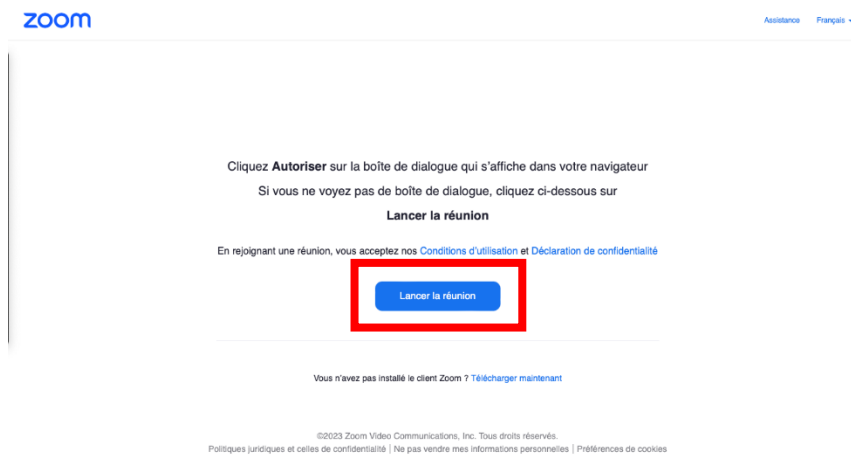 zoom
Assistance Français
Cliquez Autoriser sur la boîte de dialogue qui s'affiche dans votre navigateur
Si vous ne voyez pas de boîte de dialogue, cliquez ci-dessous sur
Lancer la réunion
En rejoignant une réunion, vous acceptez nos Conditions d'utilisation et Déclaration de confidentialité
Lancer la réunion
Vous n'avez pas installé le client Zoom ? Télécharger maintenant
©2023 Zoom Video Communications, Inc. Tous droits réservés.
Politiques juridiques et celles de confidentialité | Ne pas vendre mes informations personnelles | Préférences de cookies